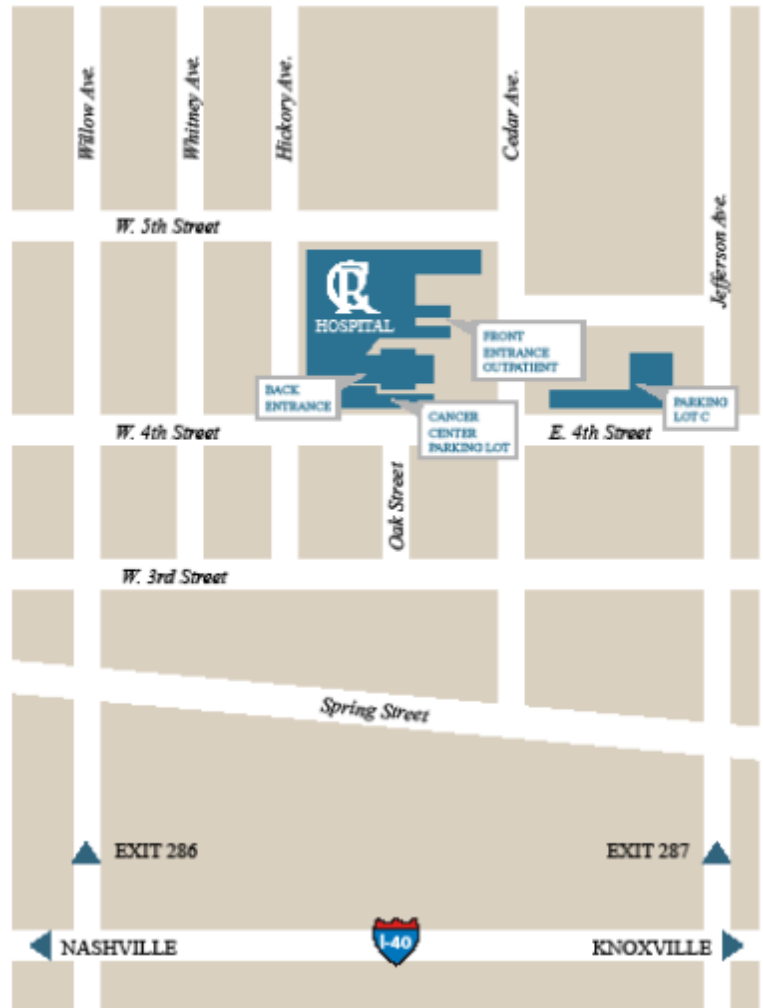 Willow Ave.
Whitney Ave.
Hickory Ave.
Cedar Ave.
Jefferson Ave.
W. 5th Street
CR
HOSPITAL
FRONT
ENTRANCE
OUTPATIENT
BACK
ENTRANCE
CANCER
CENTER
PARKING LOT
PARKING
LOT C
W. 4th Street
E. 4th Street
Oak Street
W. 3rd Street
Spring Street
EXIT 286
EXIT 287
NASHVILLE
I-40
KNOXVILLE